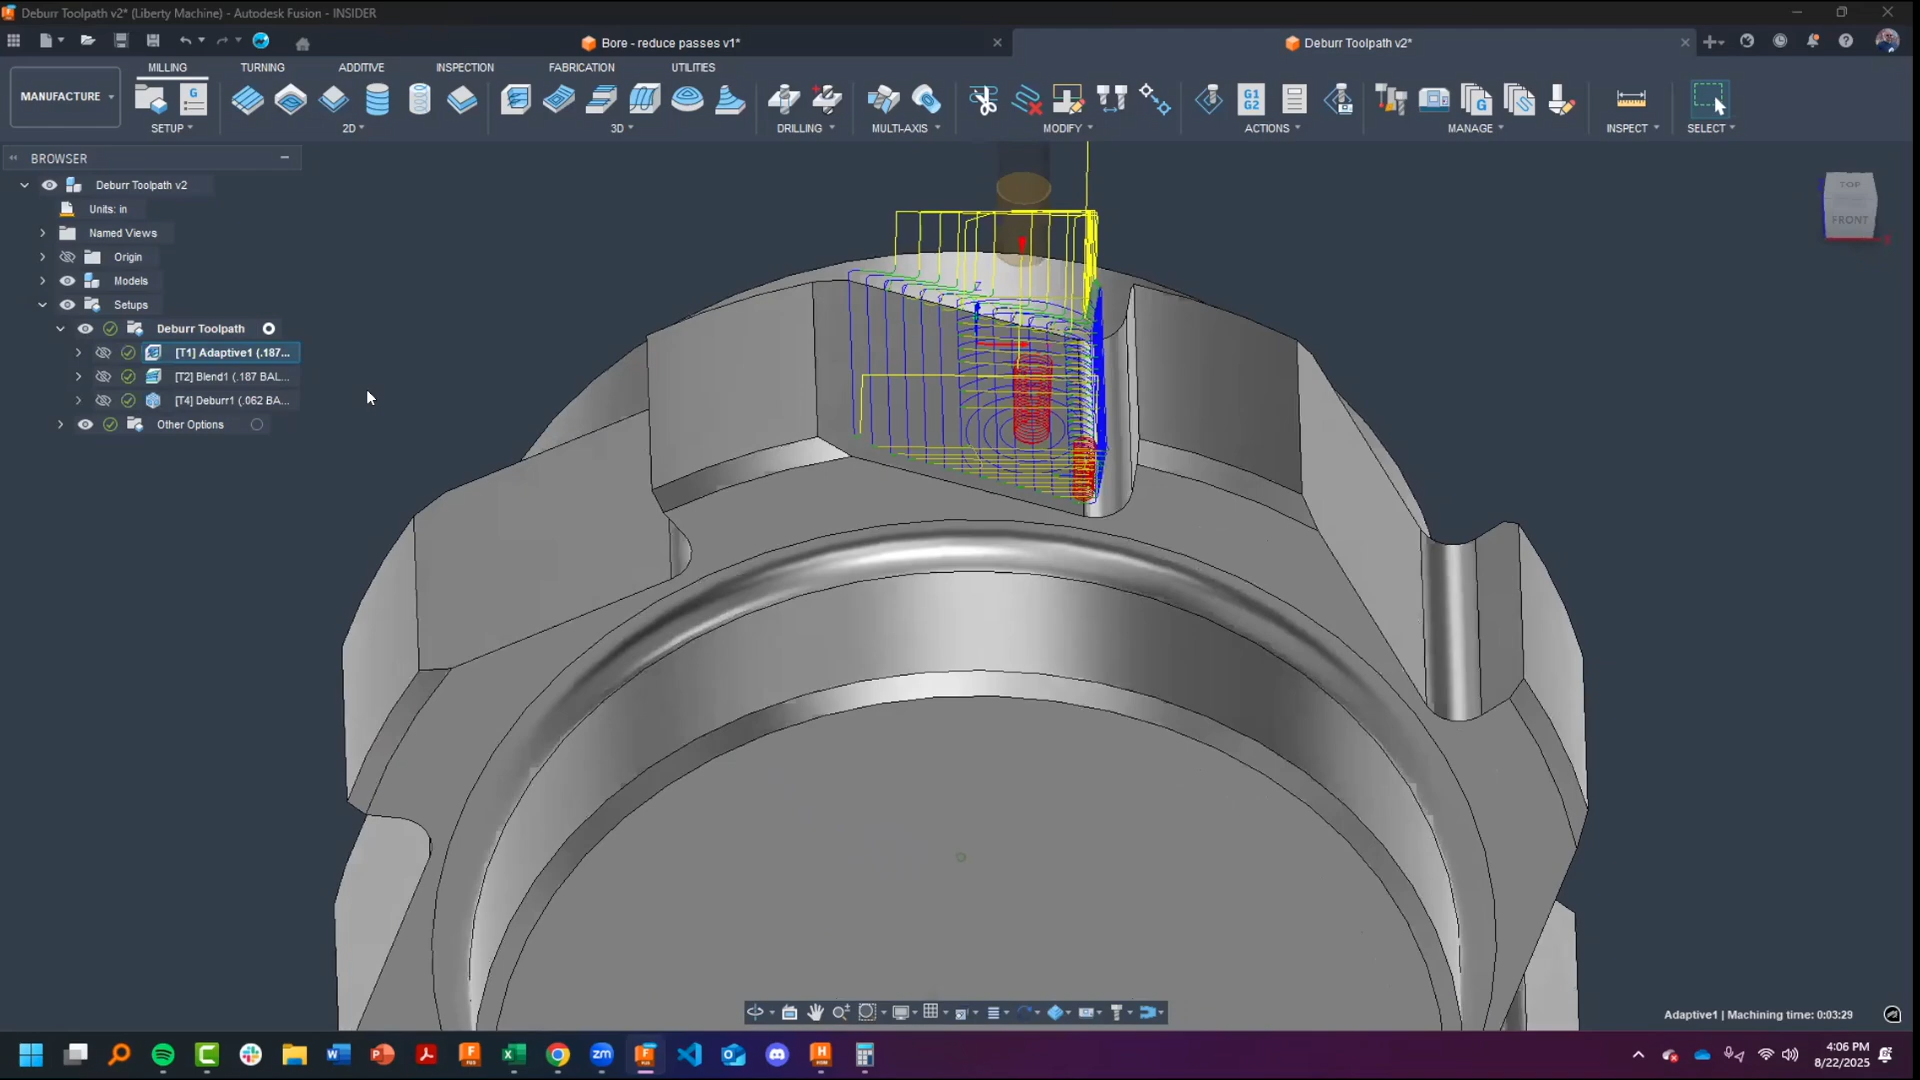 Deburr Toolpath v2* (Liberty Machine) - Autodesk Fusion - INSIDER
Bore - reduce passes v1*
Deburr Toolpath v2*
MILLING
TURNING
ADDITIVE
INSPECTION
FABRICATION
UTILITIES
MANUFACTURE
SETUP
2D
3D
DRILLING
MULTI-AXIS
MODIFY
ACTIONS
MANAGE
INSPECT
SELECT
G
G1
G2
G
BROWSER
Deburr Toolpath v2
Units: in
Named Views
Origin
Models
Setups
Deburr Toolpath
[T1] Adaptive1 (.187...
[T2] Blend1 (.187 BAL...
[T4] Deburr1 (.062 BA...
Other Options
TOP
FRONT
Z
Adaptive1 | Machining time: 0:03:29
4:06 PM
8/22/2025